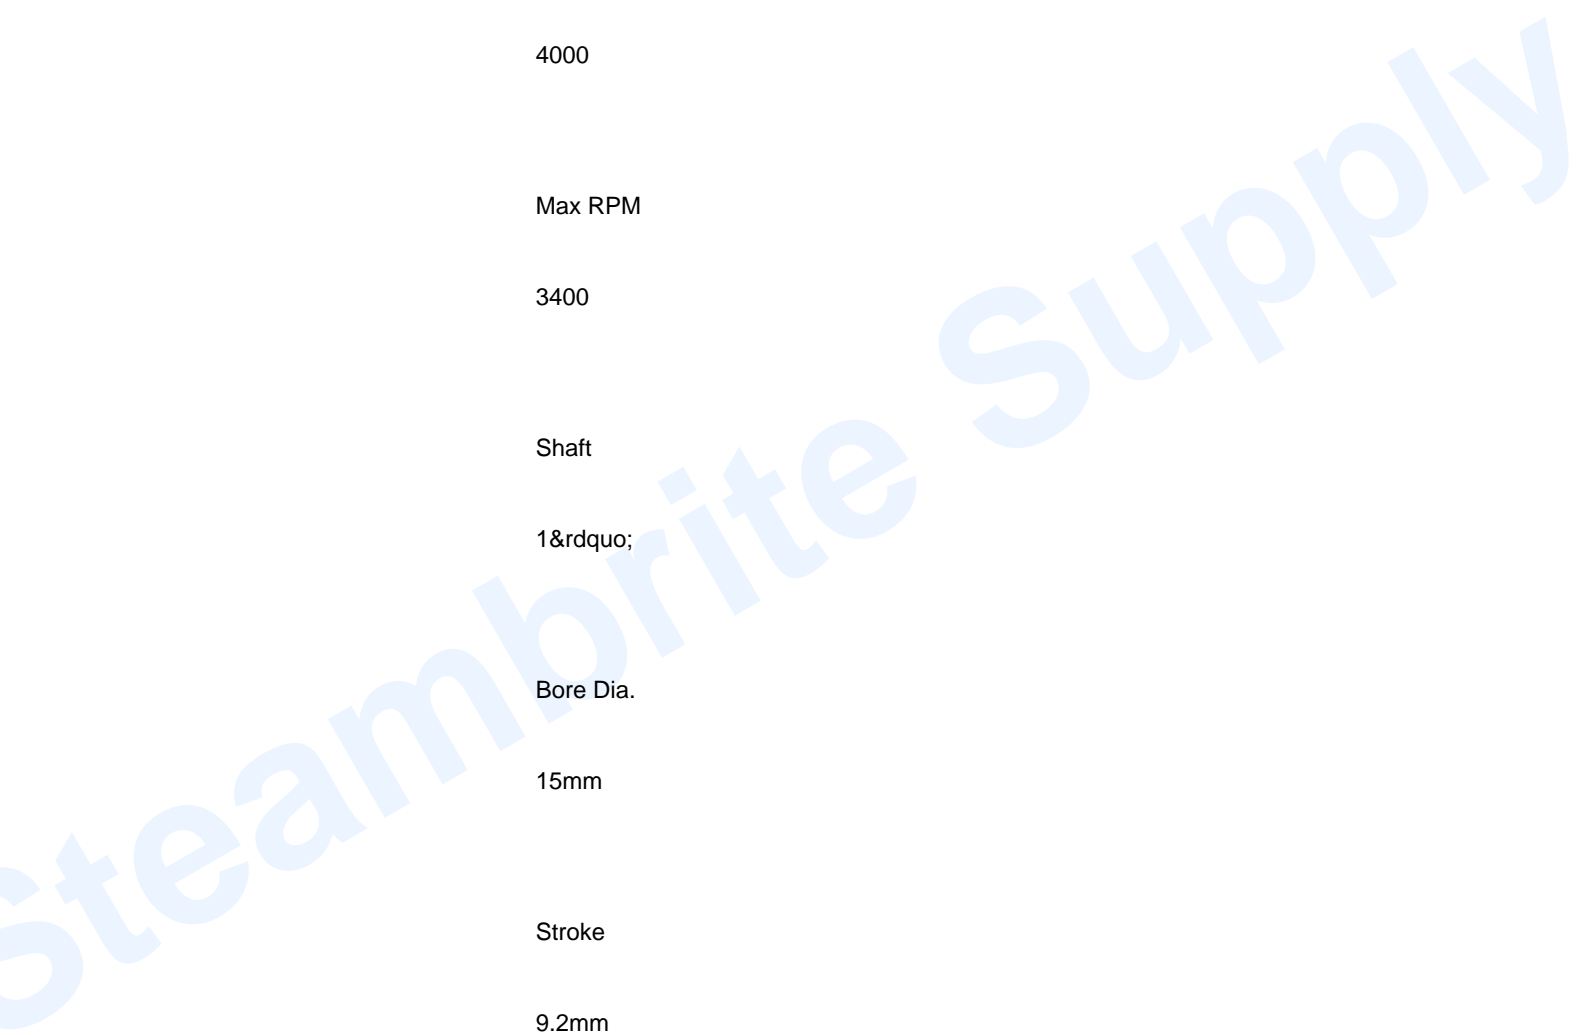 4000
Max RPM
3400
Shaft
1&rdquo;
Bore Dia.
15mm
Stroke
9.2mm
Steambrite Supply